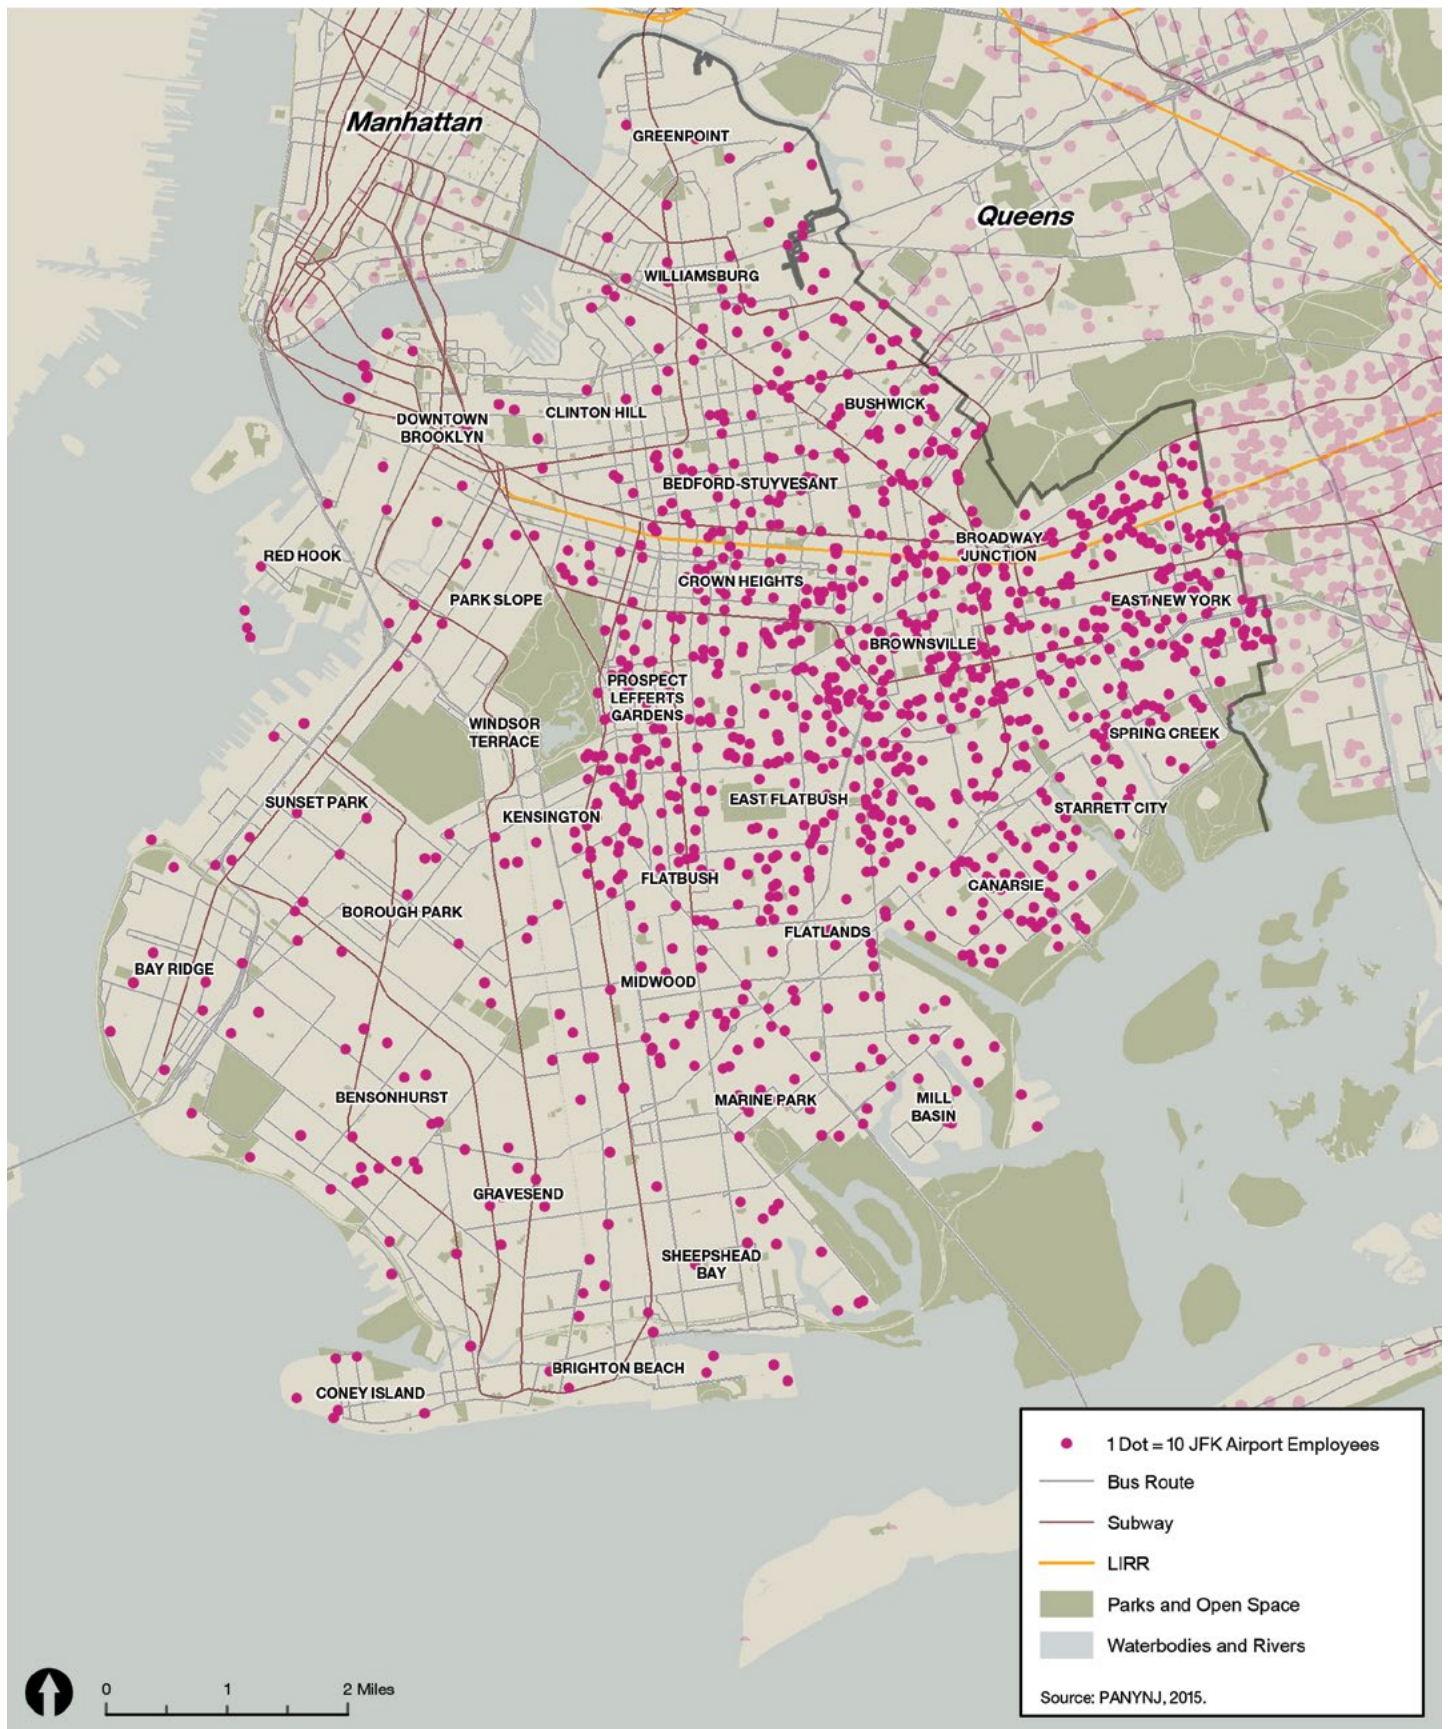 Manhattan
GREENPOINT
Queens
WILLIAMSBURG
BUSHWICK
CLINTON HILL
DOWNTOWN
BROOKLYN
BEDFORD-STUYVESANT
BROADWAY
JUNCTION
RED HOOK
CROWN HEIGHTS
PARK SLOPE
EAST NEW YORK
BROWNSVILLE
PROSPECT
LEFFERTS
GARDENS
WINDSOR
TERRACE
SPRING CREEK
SUNSET PARK
EAST FLATBUSH
STARRETT CITY
KENSINGTON
FLATBUSH
CANARSIE
BOROUGH PARK
FLATLANDS
BAY RIDGE
MIDWOOD
BENSONHURST
MARINE PARK
MILL
BASIN
GRAVESEND
SHEEPSHEAD
BAY
BRIGHTON BEACH
CONEY ISLAND
1 Dot = 10 JFK Airport Employees
Bus Route
Subway
LIRR
Parks and Open Space
Waterbodies and Rivers
Source: PANYNJ, 2015.
0 1 2 Miles